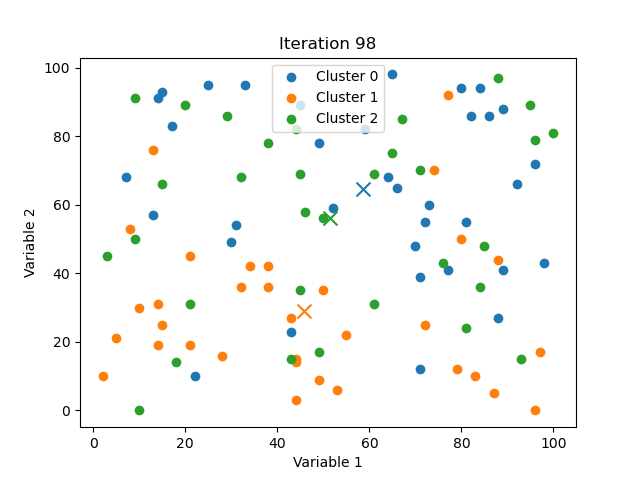 Iteration 98
Cluster 0
Cluster 1
Cluster 2
Variable 2
100
80
60
40
20
0
0 20 40 60 80 100
Variable 1